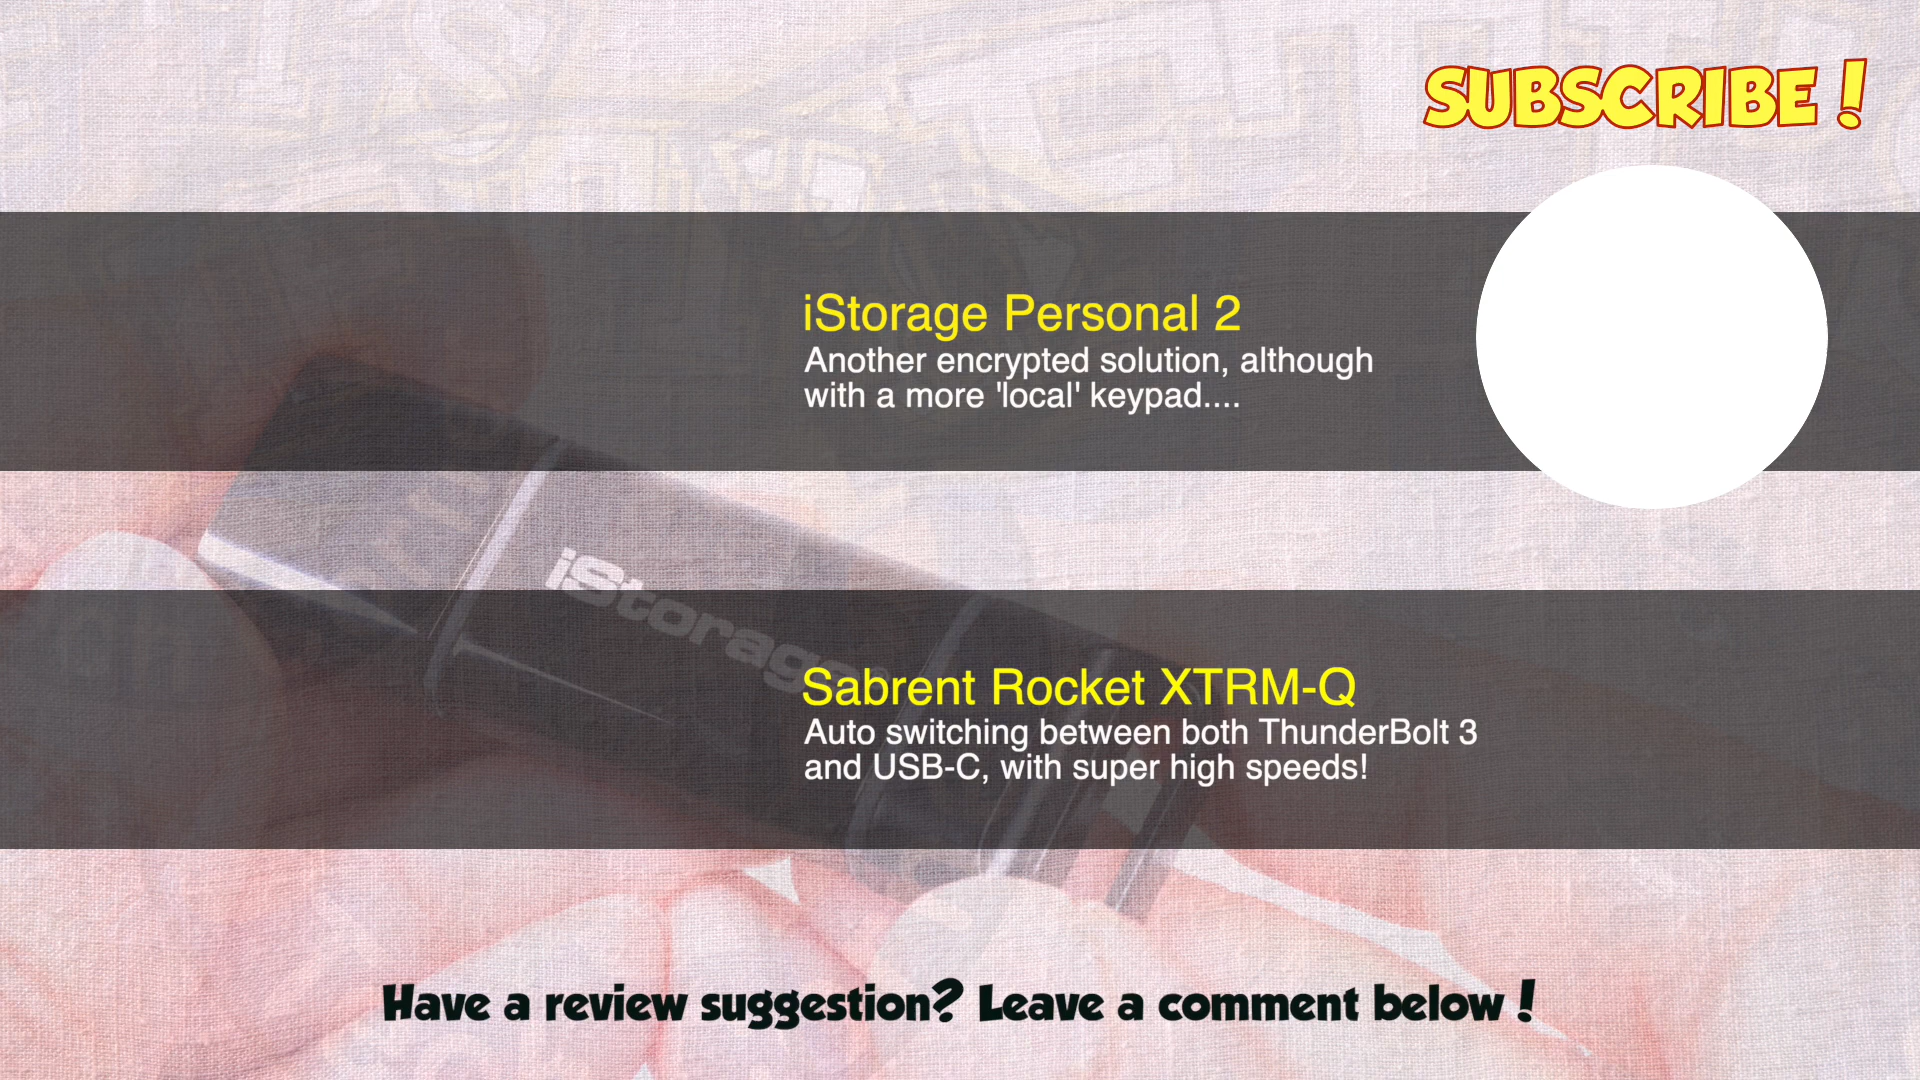 SUBSCRIBE!
iStorage Personal 2
Another encrypted solution, although
with a more 'local' keypad....
iStorage
Sabrent Rocket XTRM-Q
Auto switching between both ThunderBolt 3
and USB-C, with super high speeds!
Have a review suggestion? Leave a comment below!